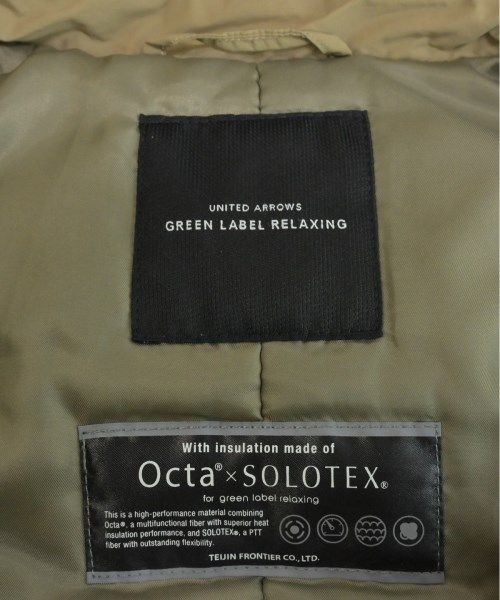 UNITED ARROWS
GREEN LABEL RELAXING
With insulation made of
Octa® × SOLOTEX®
for green label relaxing
This is a high-performance material combining
Octa®, a multifunctional fiber with superior heat
insulation performance, and SOLOTEX®, a PTT
fiber with outstanding flexibility.
TEIJIN FRONTIER CO., LTD.